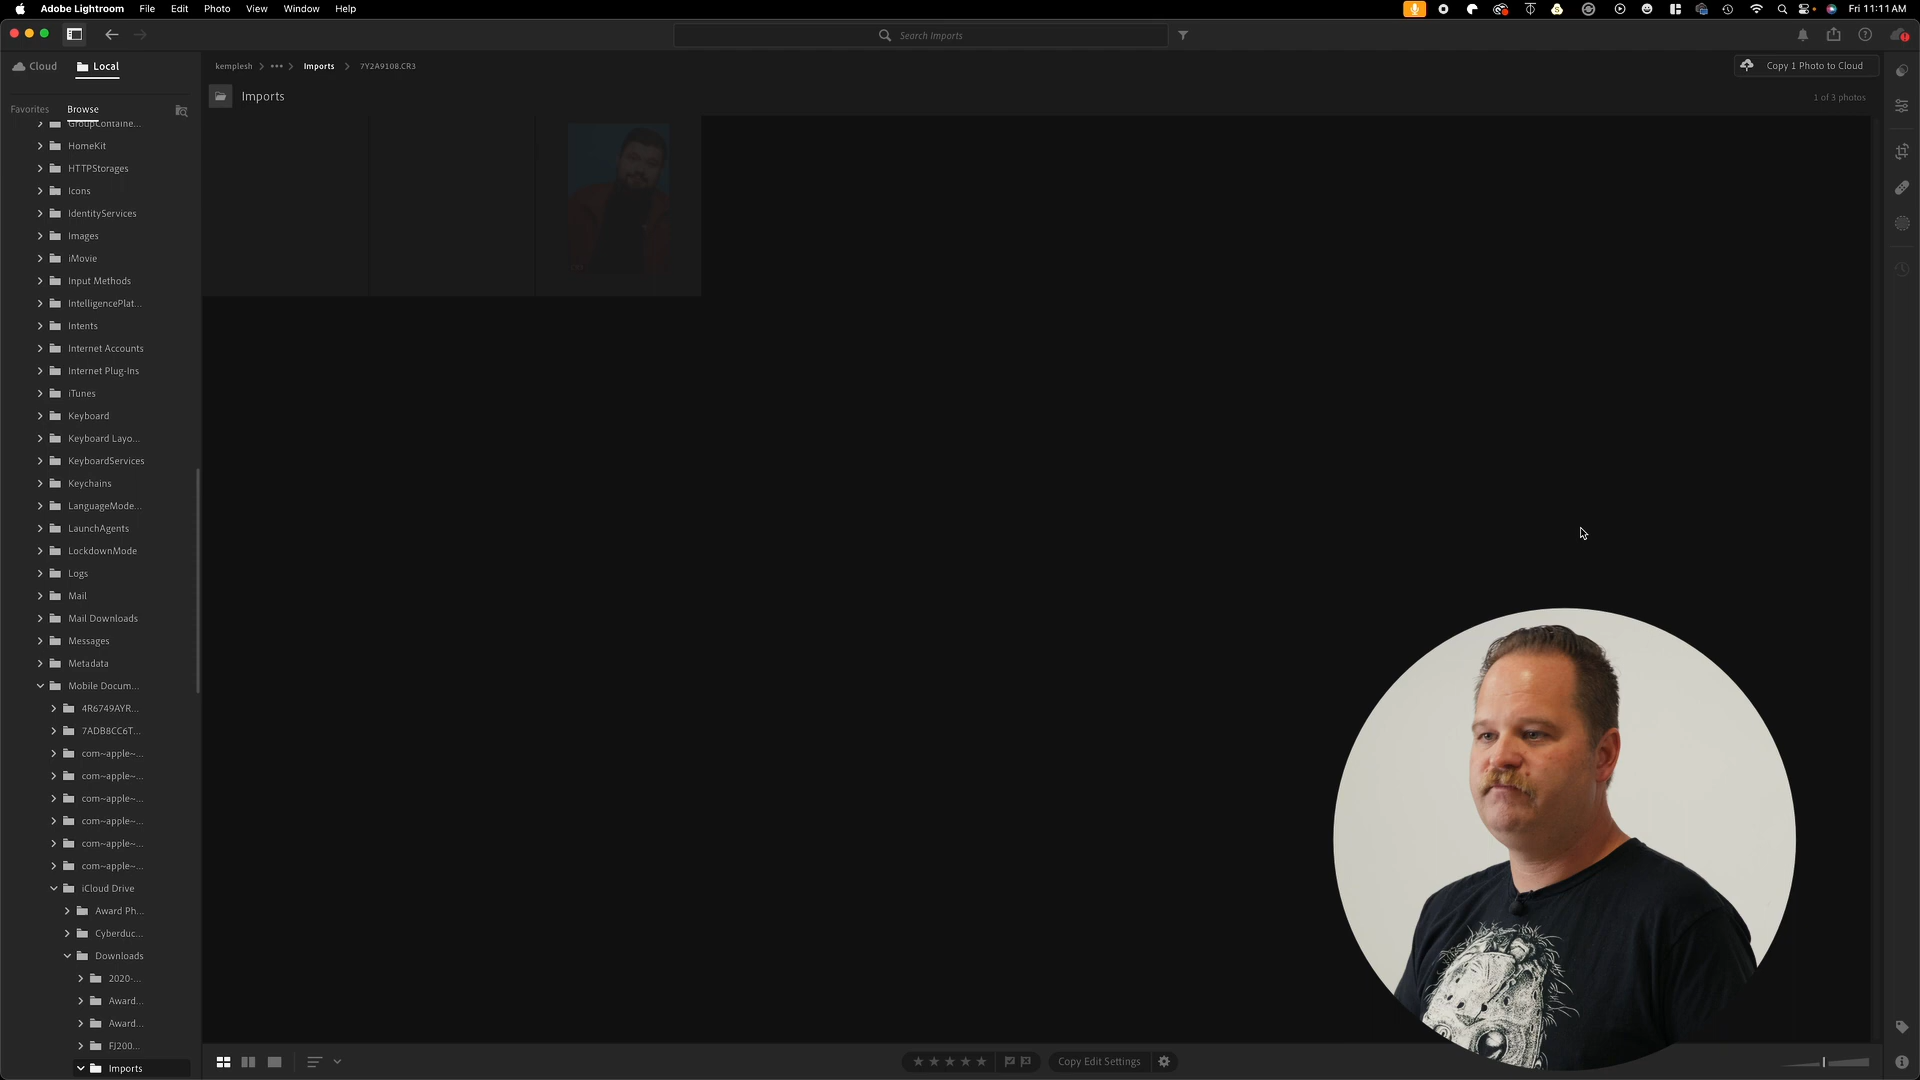 Adobe Lightroom File Edit Photo View Window Help Fri 11:11 AM
Search Imports
Cloud Local
kemplesh ••• Imports 7Y2A9108.CR3
Copy 1 Photo to Cloud
Favorites Browse
Imports
1 of 3 photos
GroupContaine...
HomeKit
HTTPStorages
Icons
IdentityServices
Images
iMovie
Input Methods
IntelligencePlat...
Intents
Internet Accounts
Internet Plug-Ins
iTunes
Keyboard
Keyboard Layo...
KeyboardServices
Keychains
LanguageMode...
LaunchAgents
LockdownMode
Logs
Mail
Mail Downloads
Messages
Metadata
Mobile Docum...
4R6749AYR...
7ADB8CC6T...
com~apple~...
com~apple~...
com~apple~...
com~apple~...
com~apple~...
com~apple~...
iCloud Drive
Award Ph...
Cyberduc...
Downloads
2020-...
Award...
Award...
FJ200...
Imports
Copy Edit Settings